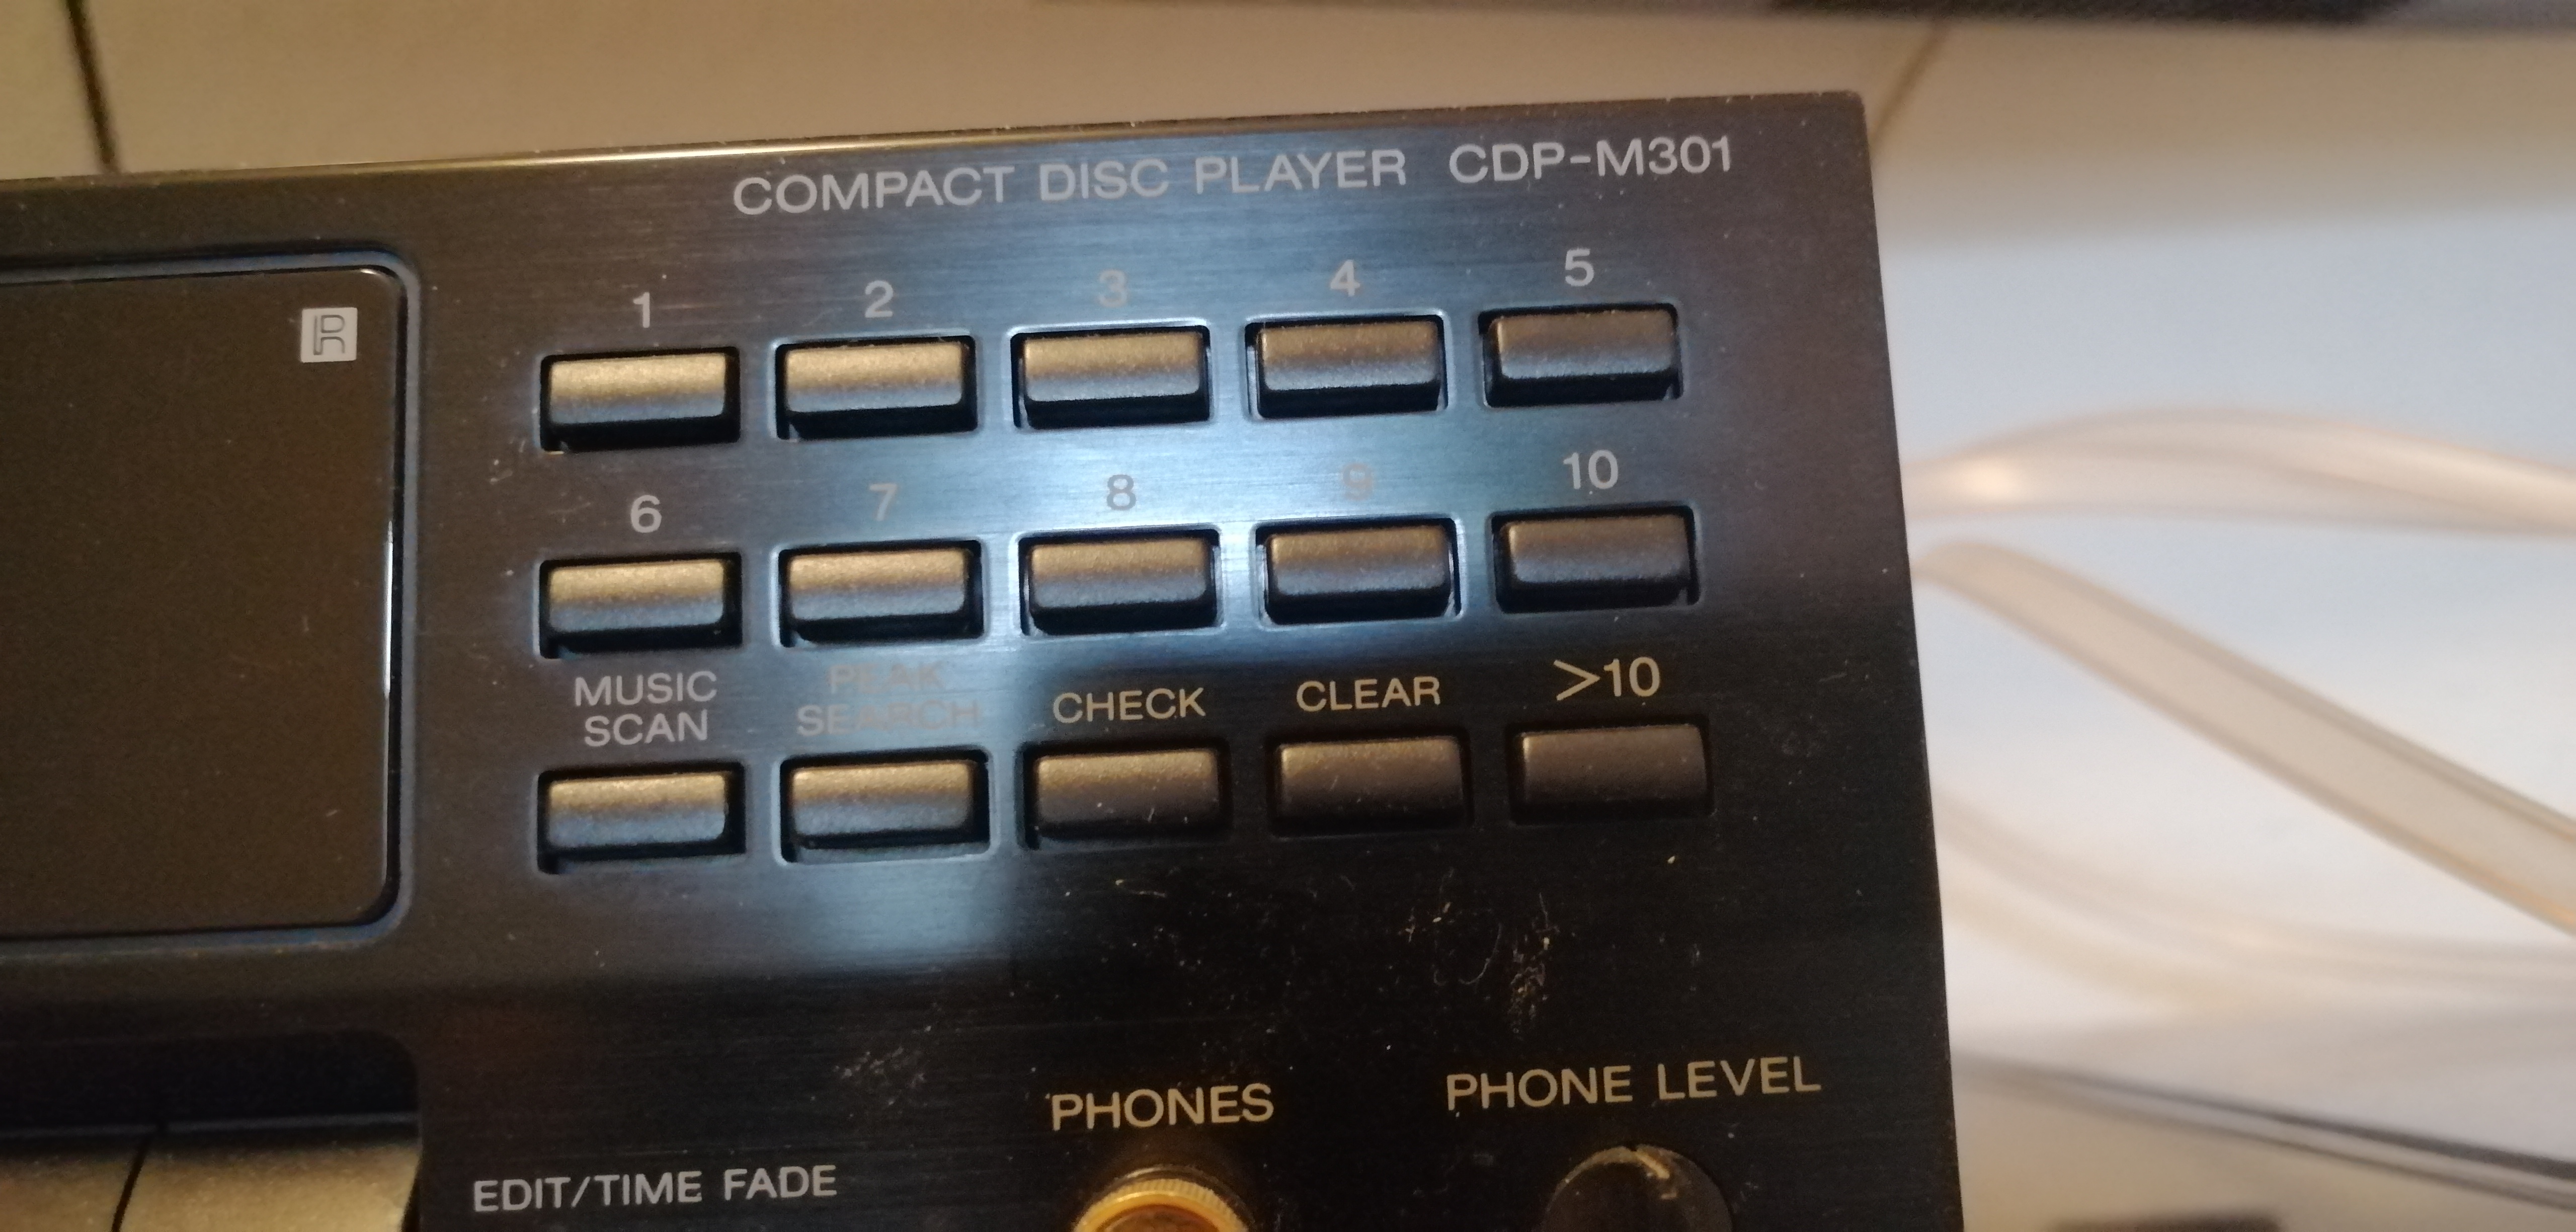 COMPACT DISC PLAYER CDP-M301
1 2 3 4 5
R
6 7 8 9 10
MUSIC SCAN
PEAK SEARCH
CHECK
CLEAR
>10
PHONES
PHONE LEVEL
EDIT/TIME FADE